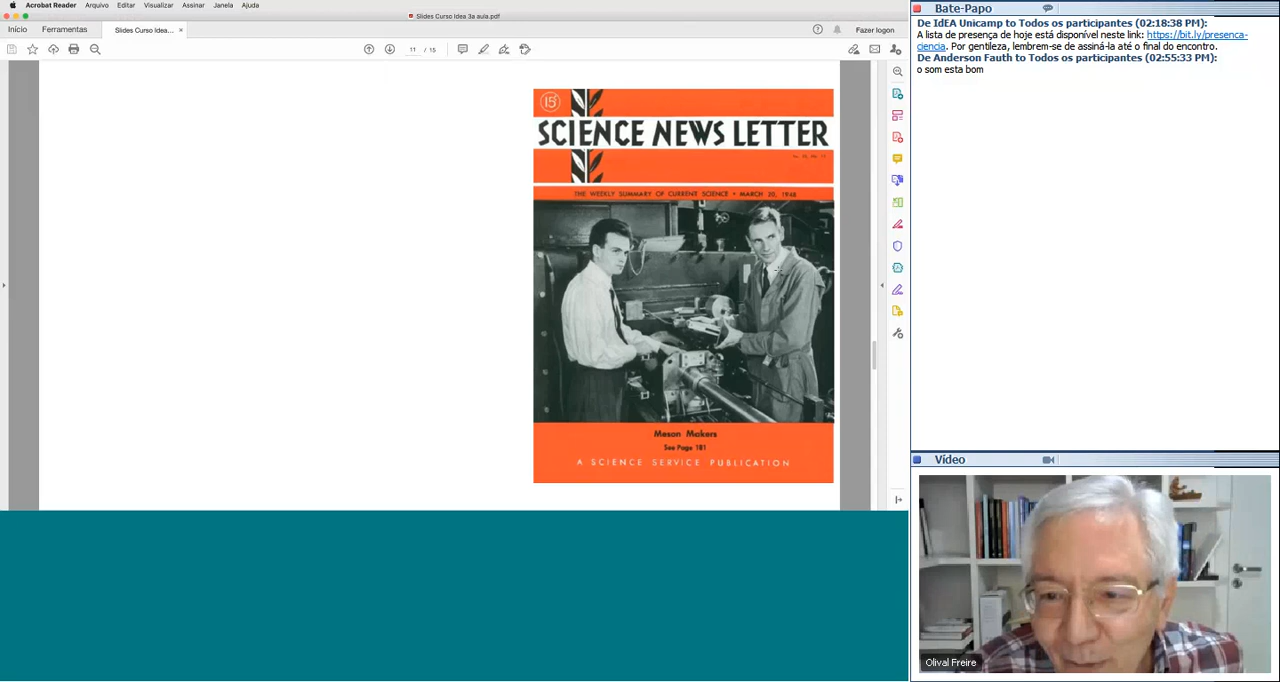 Acrobat Reader Arquivo Editar Visualizar Assinar Janela Ajuda
Slides Curso Idea 3a aula.pdf
Início Ferramentas Slides Curso Idea... × Fazer logon
11 / 15
15¢
SCIENCE NEWS LETTER
THE WEEKLY SUMMARY OF CURRENT SCIENCE • MARCH 20, 1948
Meson Makers
See Page 181
A SCIENCE SERVICE PUBLICATION
Bate-Papo
De IdEA Unicamp to Todos os participantes (02:18:38 PM):
A lista de presença de hoje está disponível neste link: https://bit.ly/presenca-
ciencia. Por gentileza, lembrem-se de assiná-la até o final do encontro.
De Anderson Fauth to Todos os participantes (02:55:33 PM):
o som esta bom
Vídeo
Olival Freire